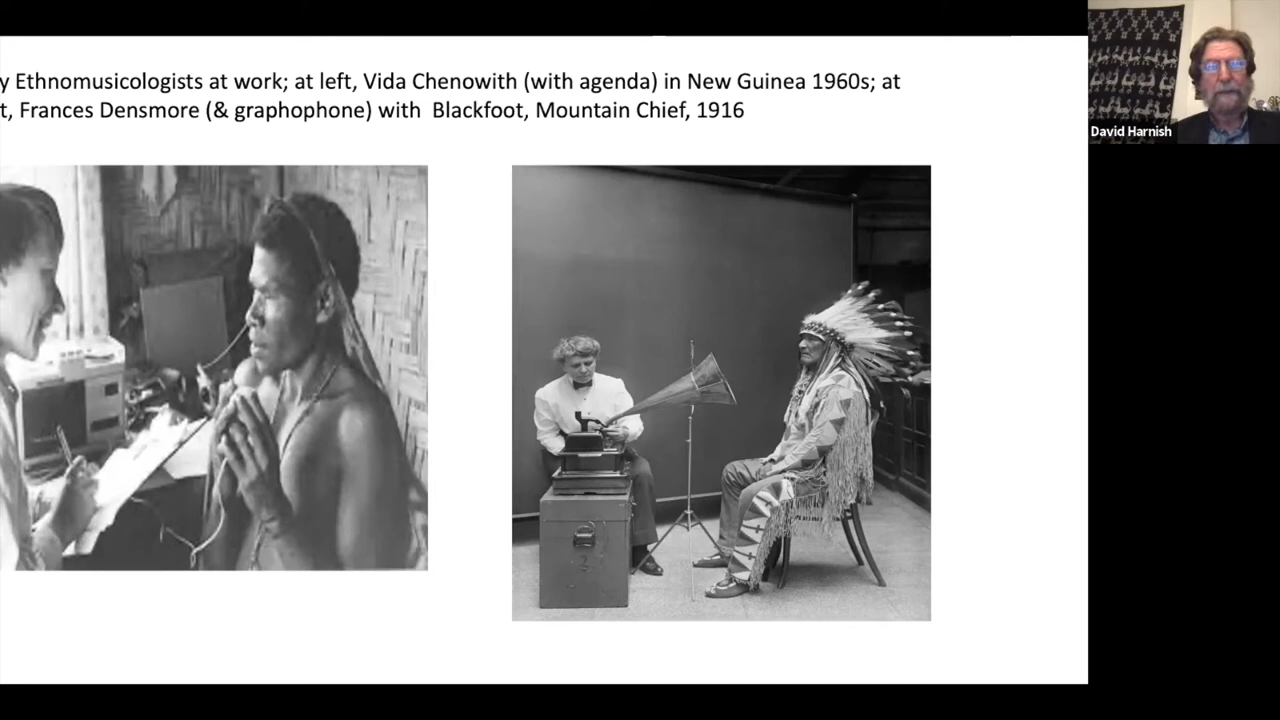 y Ethnomusicologists at work; at left, Vida Chenowith (with agenda) in New Guinea 1960s; at
t, Frances Densmore (& graphophone) with Blackfoot, Mountain Chief, 1916
David Harnish